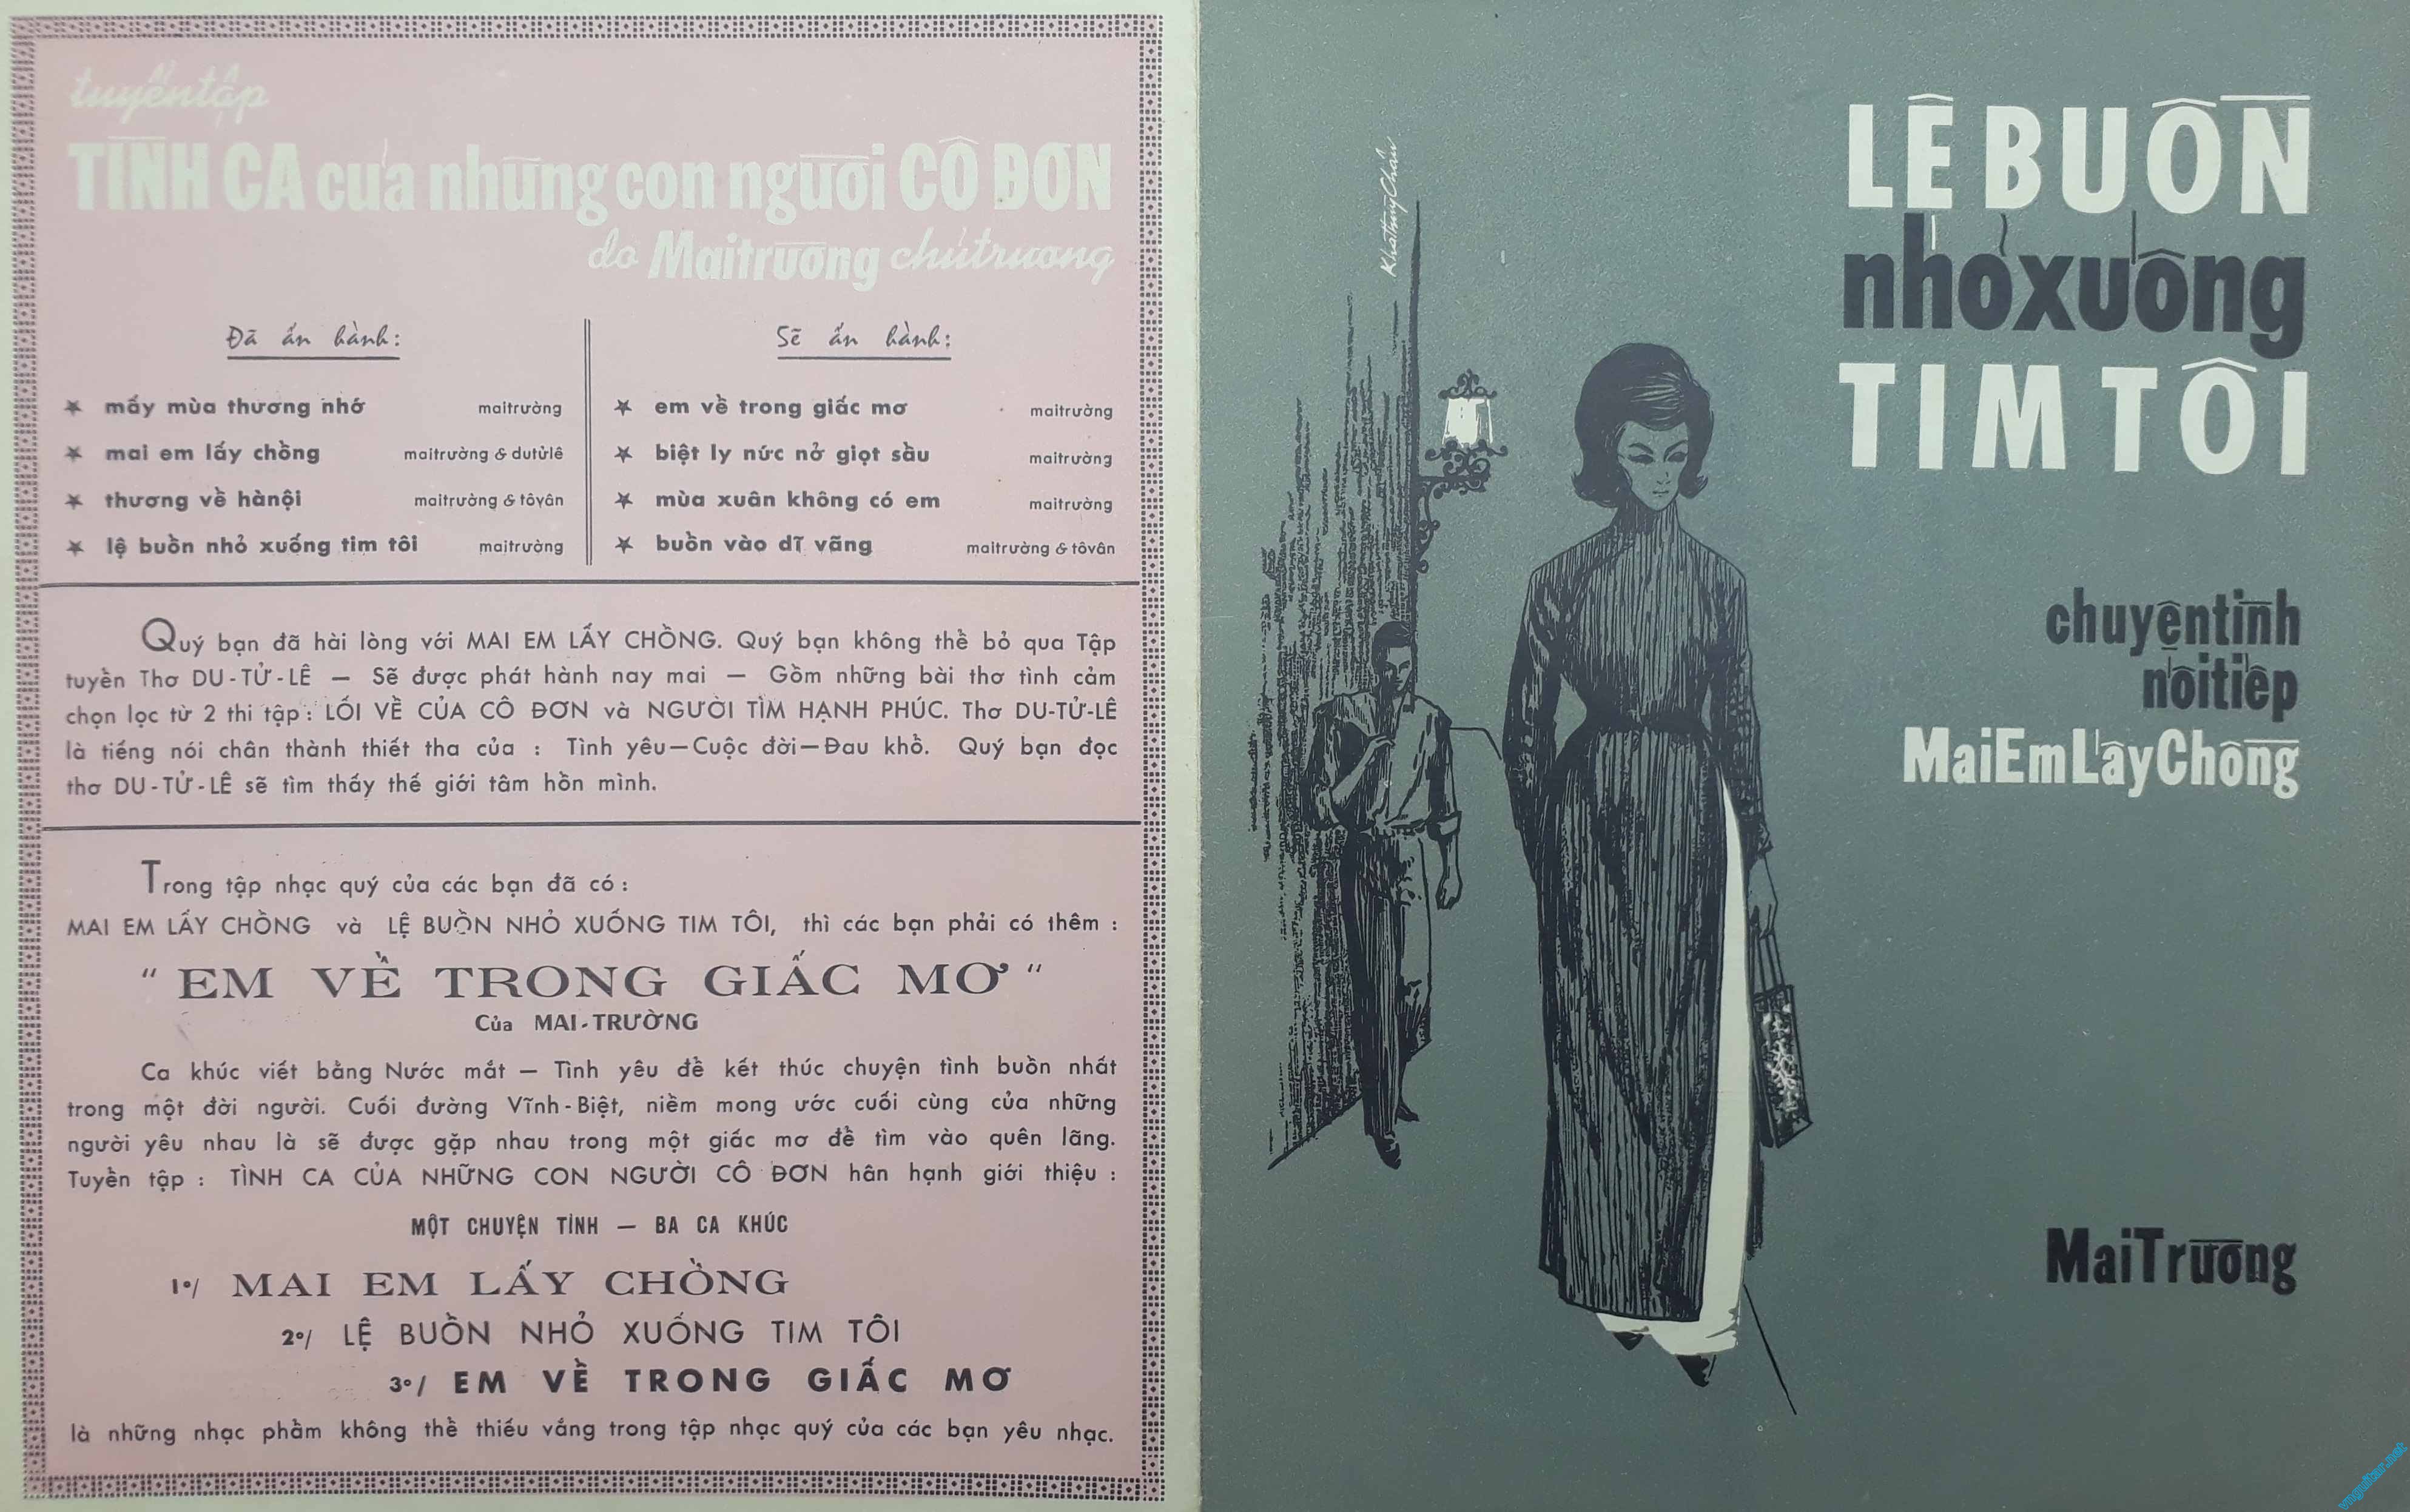 tuyển tập
TÌNH CA của những con người CÔ ĐƠN
do Maitrường chủ trương
Đã ấn hành:
★ mấy mùa thương nhớ maitrường
★ mai em lấy chồng maitrường & dutửlê
★ thương về hànội maitrường & tôvân
★ lệ buồn nhỏ xuống tim tôi maitrường
Sẽ ấn hành:
★ em về trong giấc mơ maitrường
★ biệt ly nức nở giọt sầu maitrường
★ mùa xuân không có em maitrường
★ buồn vào dĩ vãng maitrường & tôvân
Quý bạn đã hài lòng với MAI EM LẤY CHỒNG. Quý bạn không thể bỏ qua Tập
tuyển Thơ DU-TỬ-LÊ — Sẽ được phát hành nay mai — Gồm những bài thơ tình cảm
chọn lọc từ 2 thi tập: LỐI VỀ CỦA CÔ ĐƠN và NGƯỜI TÌM HẠNH PHÚC. Thơ DU-TỬ-LÊ
là tiếng nói chân thành thiết tha của : Tình yêu—Cuộc đời—Đau khổ. Quý bạn đọc
thơ DU-TỬ-LÊ sẽ tìm thấy thế giới tâm hồn mình.
Trong tập nhạc quý của các bạn đã có :
MAI EM LẤY CHỒNG và LỆ BUỒN NHỎ XUỐNG TIM TÔI, thì các bạn phải có thêm :
“ EM VỀ TRONG GIẤC MƠ “
Của MAI-TRƯỜNG
Ca khúc viết bằng Nước mắt — Tình yêu để kết thúc chuyện tình buồn nhất
trong một đời người. Cuối đường Vĩnh-Biệt, niềm mong ước cuối cùng của những
người yêu nhau là sẽ được gặp nhau trong một giấc mơ để tìm vào quên lãng.
Tuyển tập : TÌNH CA CỦA NHỮNG CON NGƯỜI CÔ ĐƠN hân hạnh giới thiệu :
MỘT CHUYỆN TÌNH — BA CA KHÚC
1°/ MAI EM LẤY CHỒNG
2°/ LỆ BUỒN NHỎ XUỐNG TIM TÔI
3°/ EM VỀ TRONG GIẤC MƠ
là những nhạc phẩm không thể thiếu vắng trong tập nhạc quý của các bạn yêu nhạc.
KhaThuỳChâu
LỆ BUỒN
nhỏ xuống
TIM TÔI
chuyện tình
nối tiếp
MaiEmLấyChồng
MaiTrường
vnguitar.net